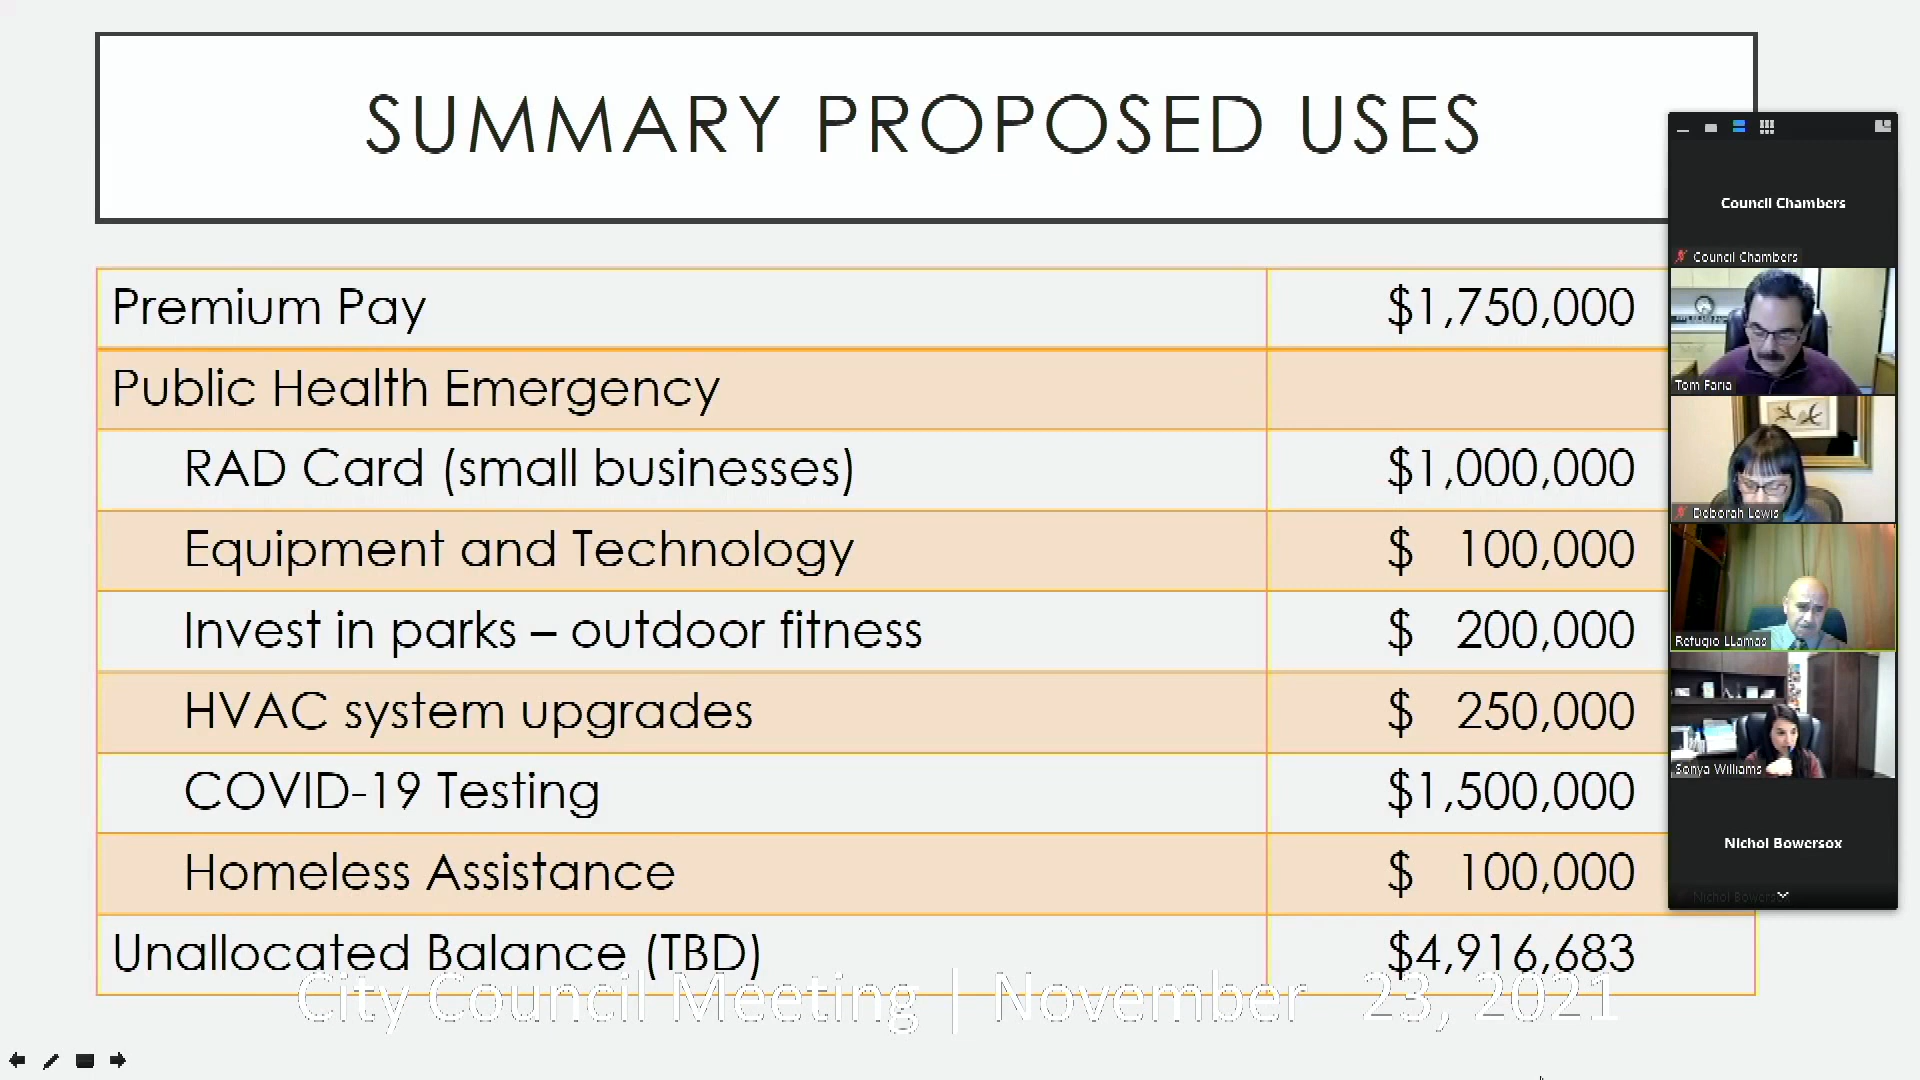 SUMMARY PROPOSED USES
Premium Pay $1,750,000
Public Health Emergency
RAD Card (small businesses) $1,000,000
Equipment and Technology $ 100,000
Invest in parks – outdoor fitness $ 200,000
HVAC system upgrades $ 250,000
COVID-19 Testing $1,500,000
Homeless Assistance $ 100,000
Unallocated Balance (TBD) $4,916,683
City Council Meeting | November 23, 2021
Council Chambers
Council Chambers
Tom Faria
Deborah Lewis
Refugio LLamas
Sonya Williams
Nichol Bowersox